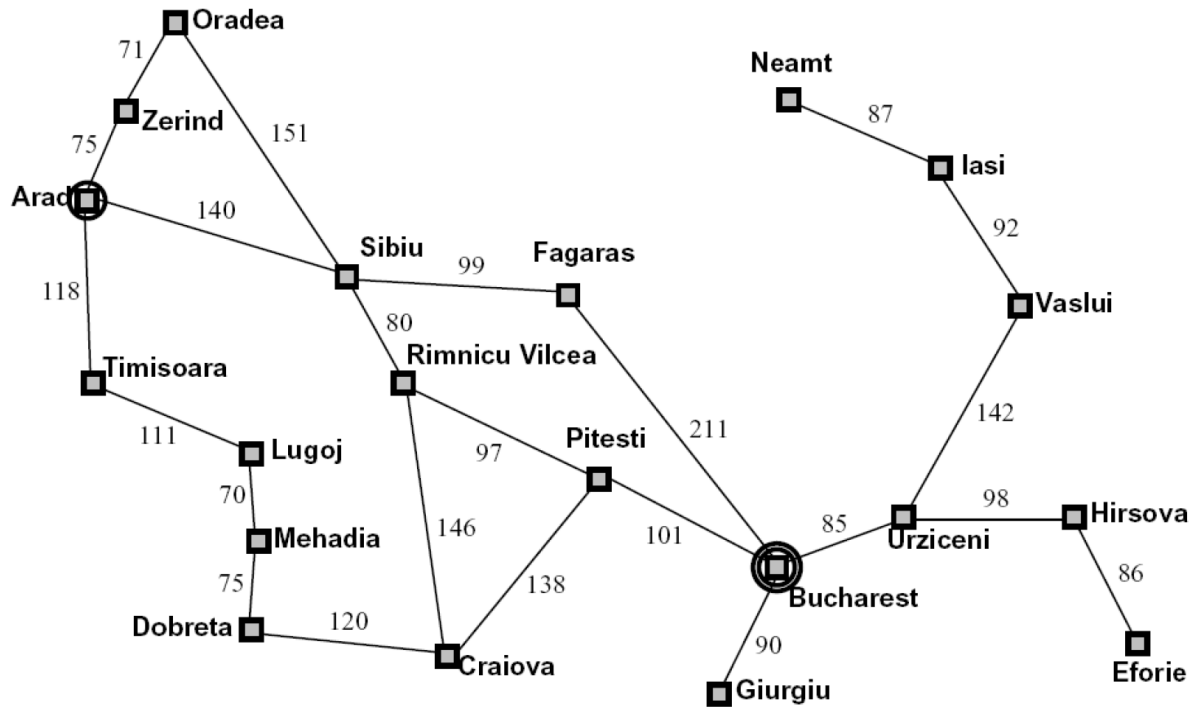 Oradea
71
Neamt
87
Zerind
151
75
Iasi
Arad
140
92
Sibiu
99
Fagaras
118
80
Vaslui
Timisoara
Rimnicu Vilcea
142
111
211
Lugoj
97
Pitesti
70
98
Hirsova
146
101
85
Urziceni
Mehadia
86
75
138
Bucharest
Dobreta
120
90
Craiova
Eforie
Giurgiu